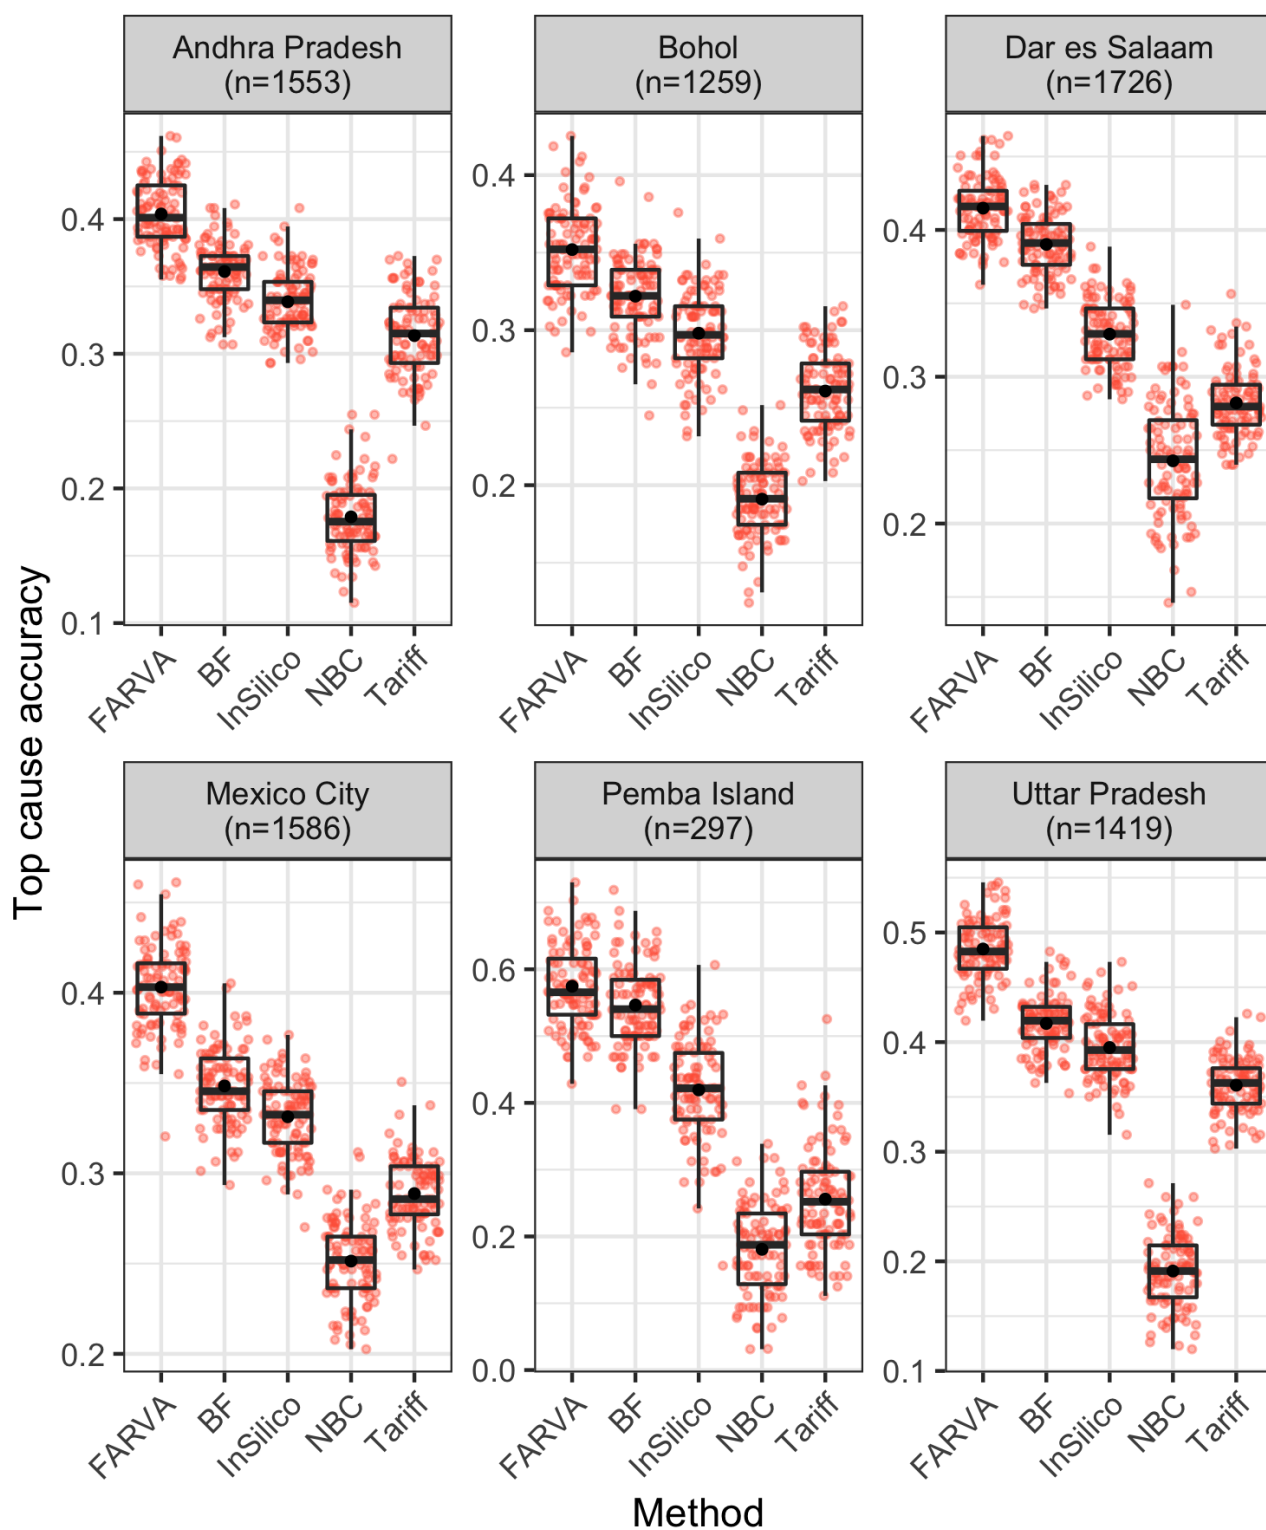 Top cause accuracy
Andhra Pradesh
(n=1553)
Bohol
(n=1259)
Dar es Salaam
(n=1726)
0.4
0.3
0.2
0.1
0.4
0.3
0.2
0.4
0.3
0.2
FARVA
BF
InSilico
NBC
Tariff
FARVA
BF
InSilico
NBC
Tariff
FARVA
BF
InSilico
NBC
Tariff
Mexico City
(n=1586)
Pemba Island
(n=297)
Uttar Pradesh
(n=1419)
0.4
0.3
0.2
0.6
0.4
0.2
0.0
0.5
0.4
0.3
0.2
0.1
FARVA
BF
InSilico
NBC
Tariff
FARVA
BF
InSilico
NBC
Tariff
FARVA
BF
InSilico
NBC
Tariff
Method